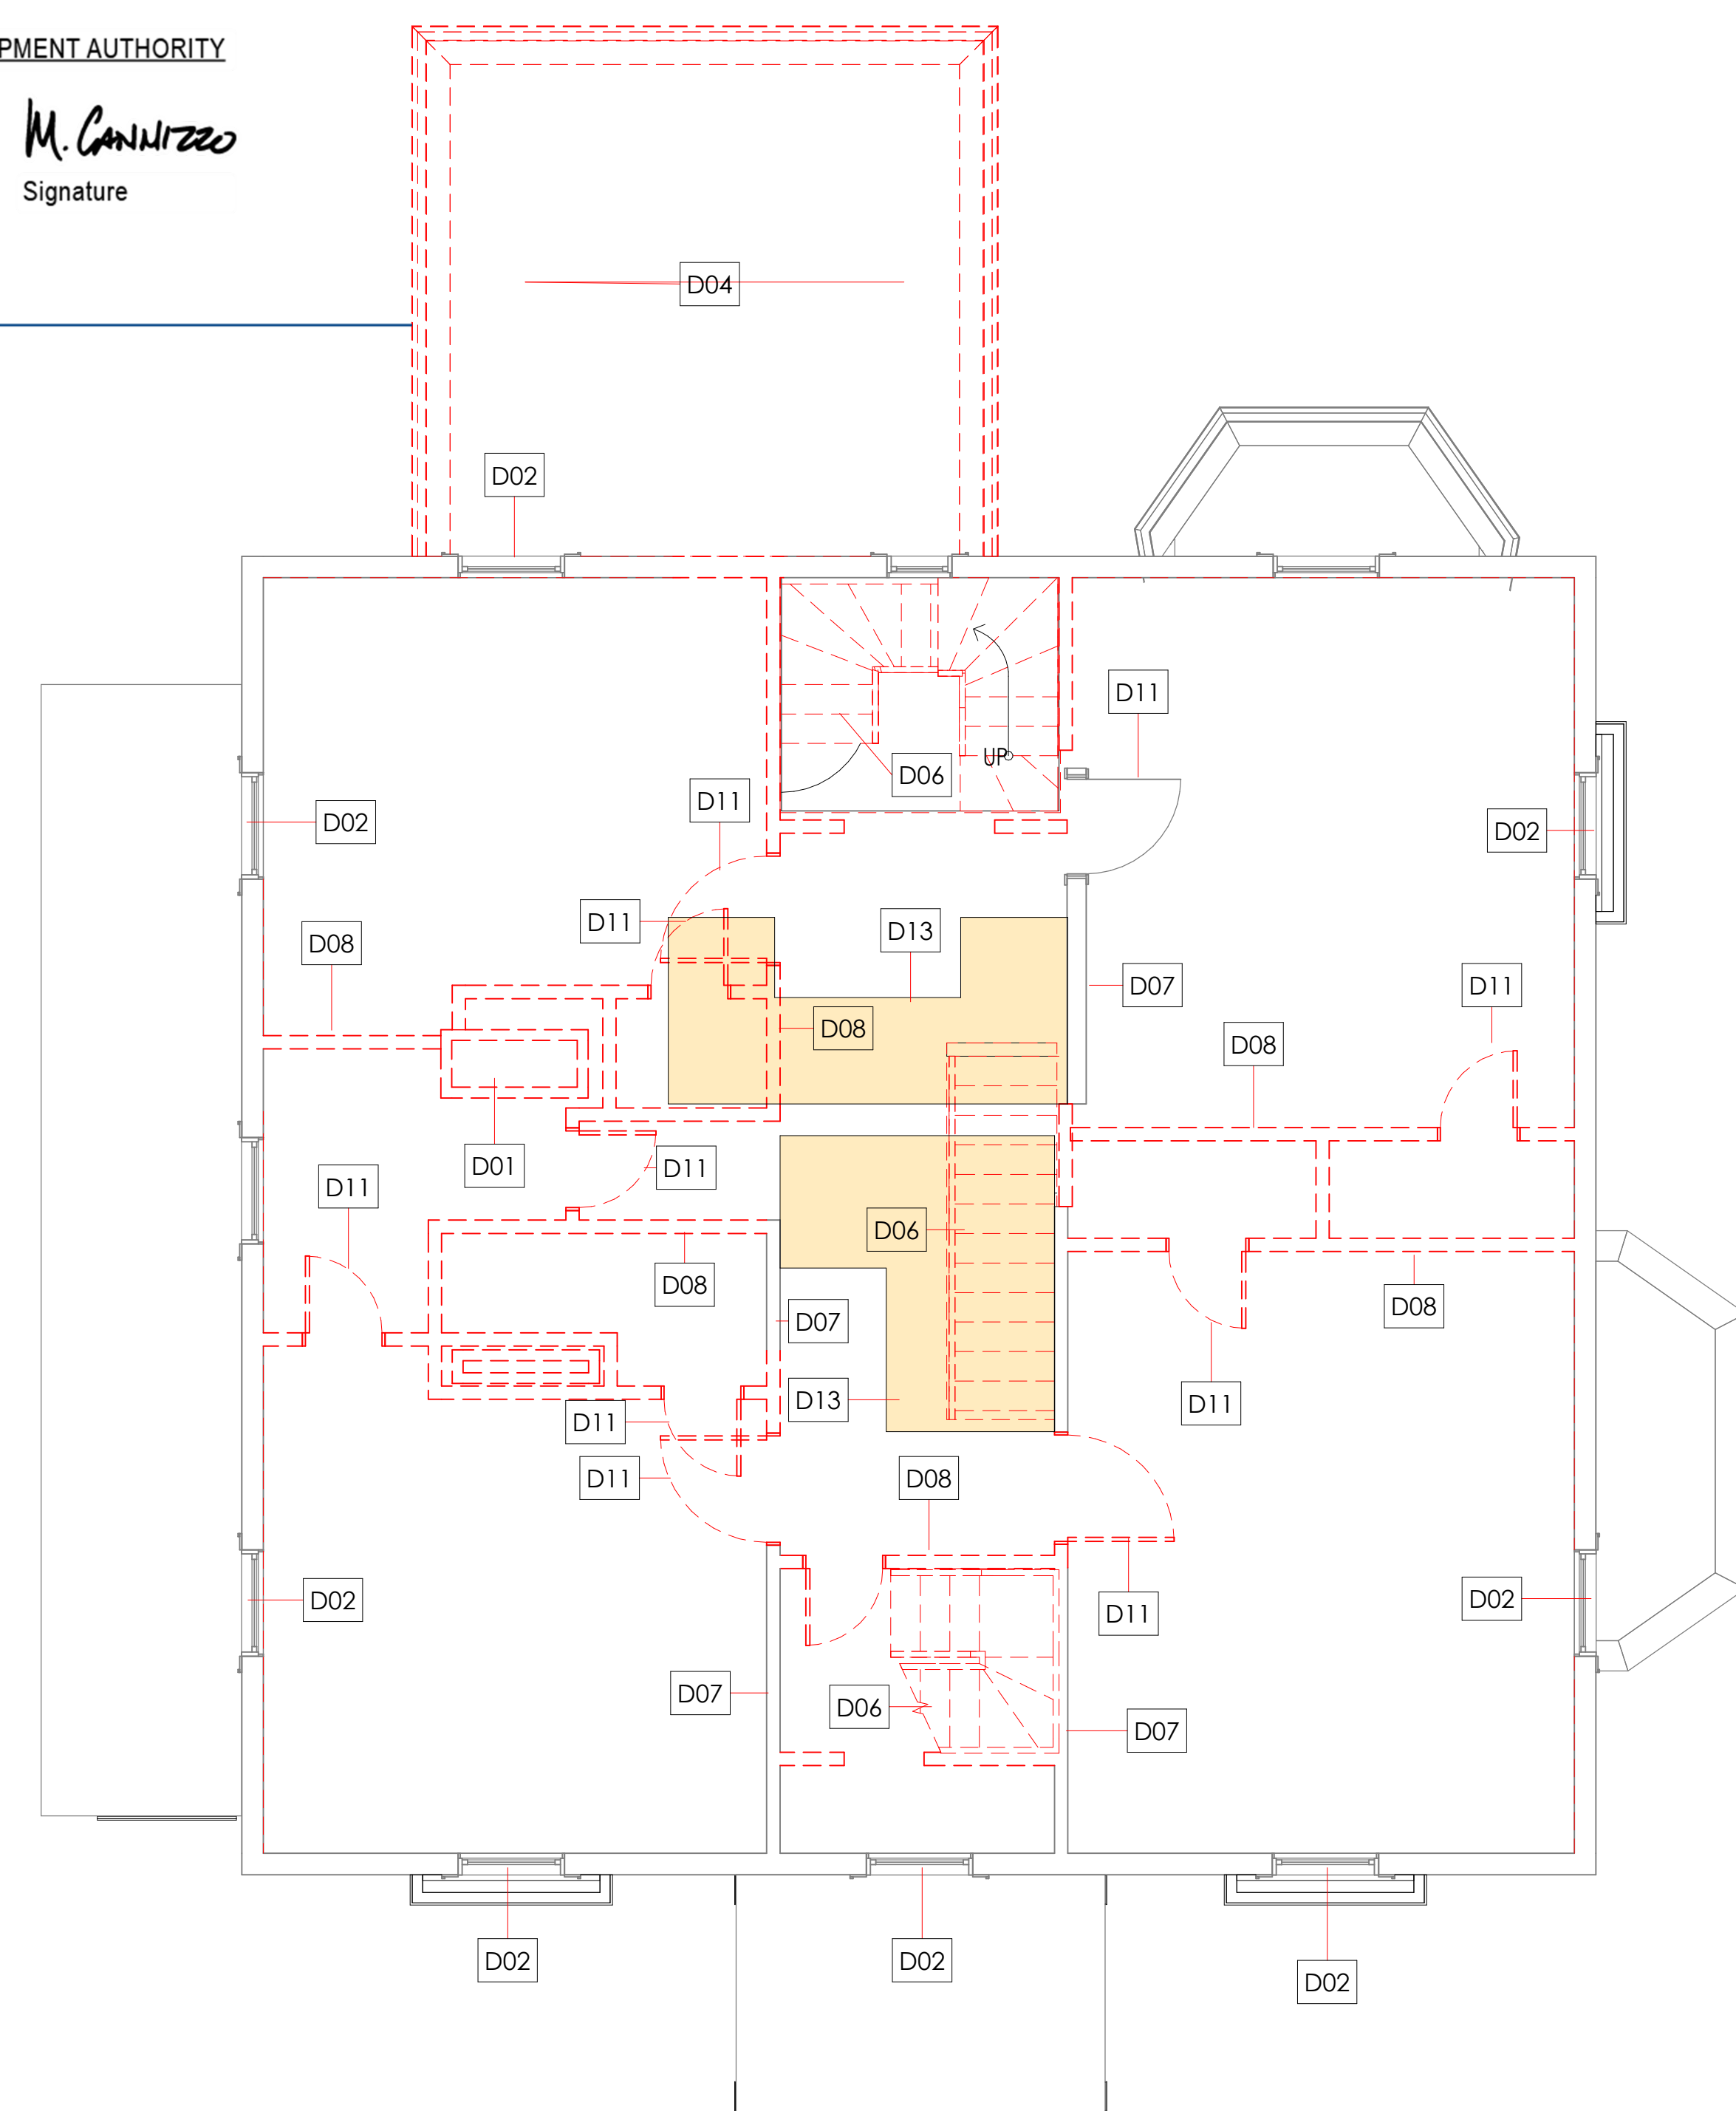 PMENT AUTHORITY
M. CANNIZZO
Signature
D04
D02
D11
UP
D06
D11
D02
D02
D11
D13
D08
D07
D11
D08
D08
D01
D11
D11
D06
D08
D08
D07
D13
D11
D11
D11
D08
D02
D02
D11
D07
D06
D07
D02
D02
D02